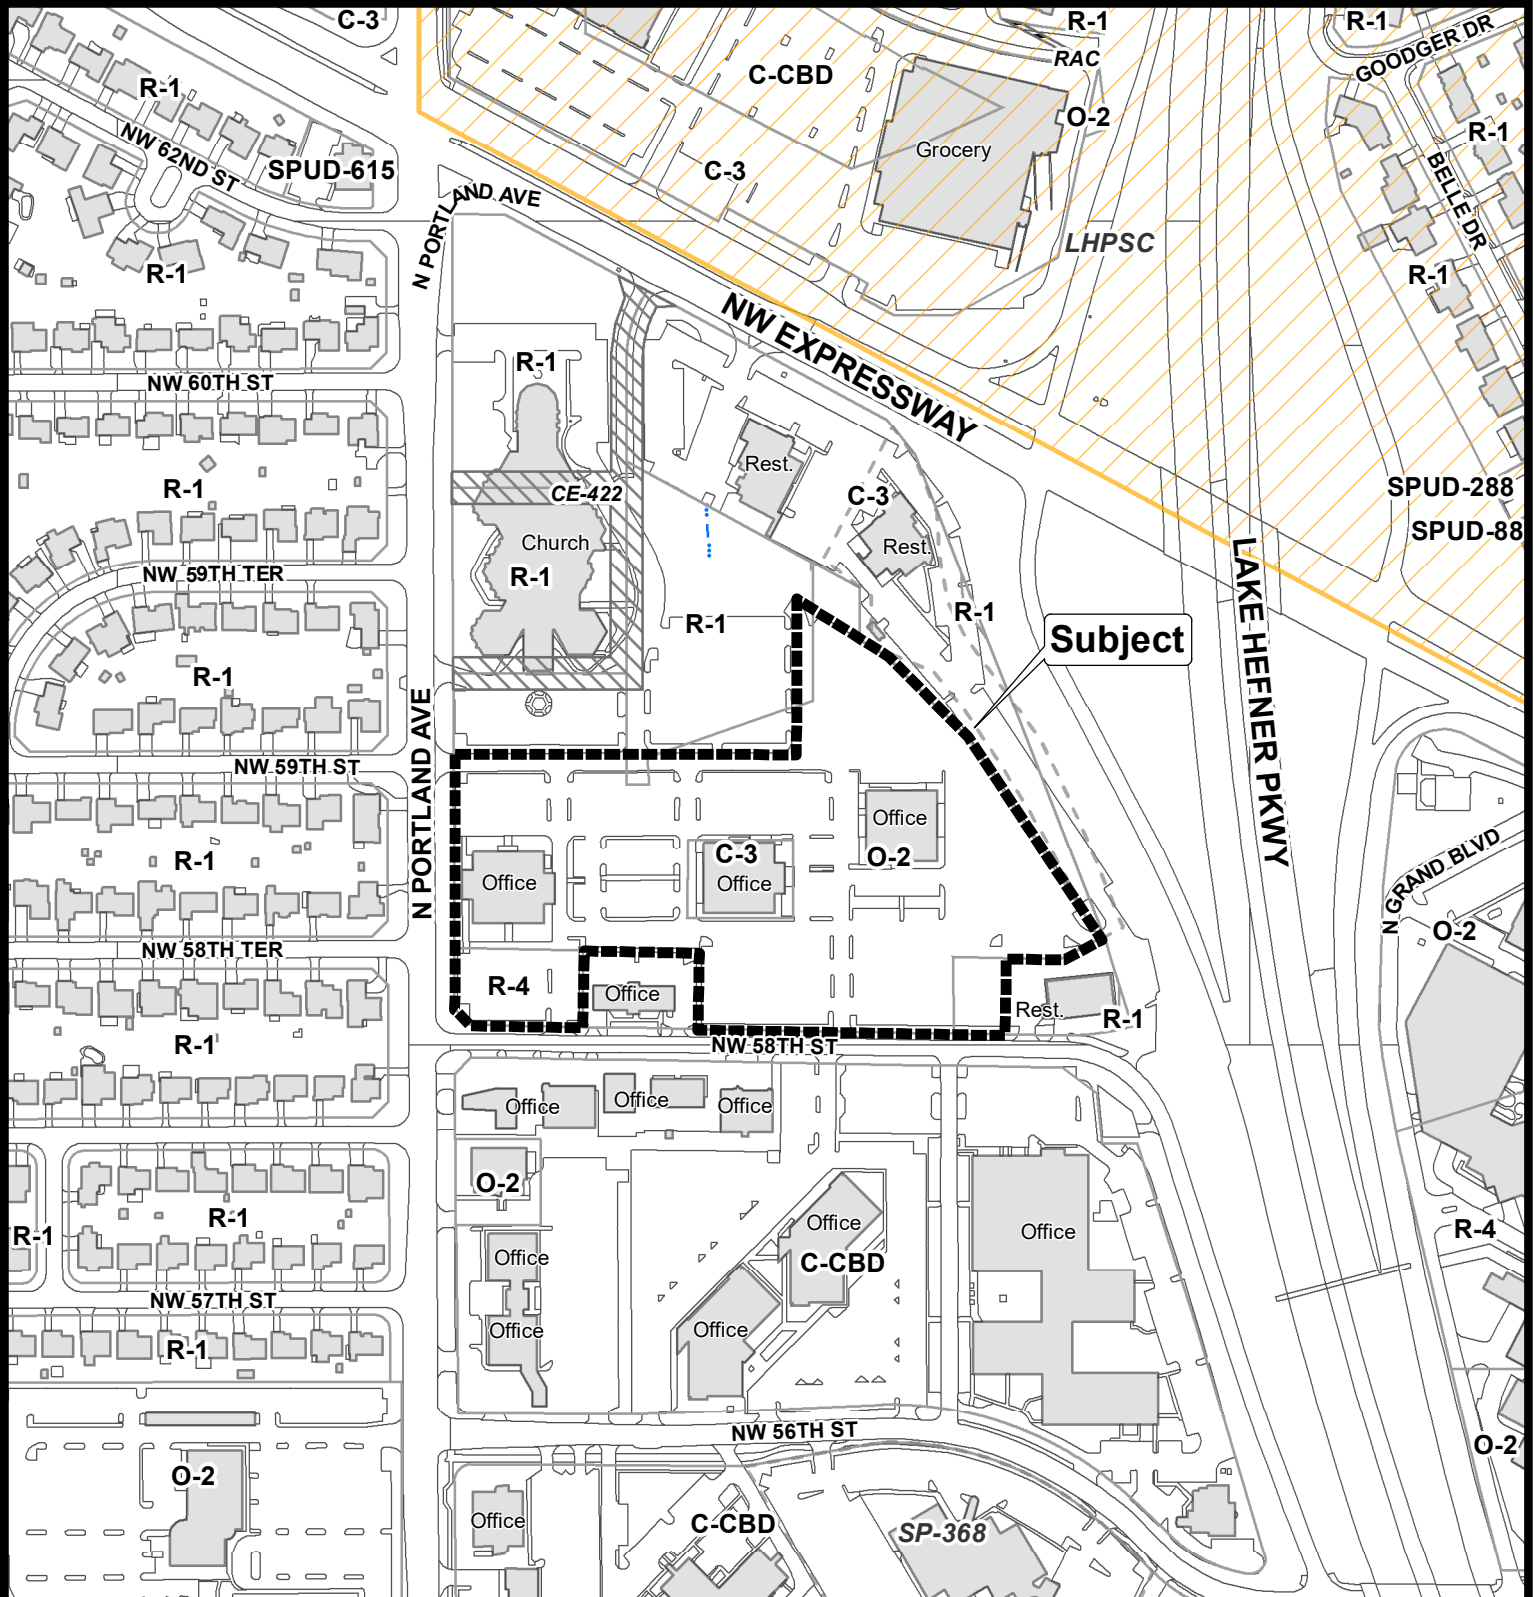 C-3
R-1
R-1
GOODGER DR
RAC
C-CBD
R-1
O-2
R-1
NW 62ND ST
Grocery
BELLE DR
SPUD-615
C-3
N PORTLAND AVE
LHPSC
R-1
R-1
NW EXPRESSWAY
R-1
NW 60TH ST
Rest.
R-1
CE-422
C-3
SPUD-288
SPUD-88
Church
Rest.
NW 59TH TER
R-1
LAKE HEFNER PKWY
R-1
R-1
Subject
R-1
N PORTLAND AVE
NW 59TH ST
Office
R-1
C-3
O-2
Office
Office
N GRAND BLVD
O-2
NW 58TH TER
R-4
Office
Rest.
R-1
R-1
NW 58TH ST
Office
Office
Office
O-2
R-1
Office
Office
R-4
R-1
Office
C-CBD
NW 57TH ST
Office
Office
R-1
NW 56TH ST
O-2
O-2
Office
C-CBD
SP-368